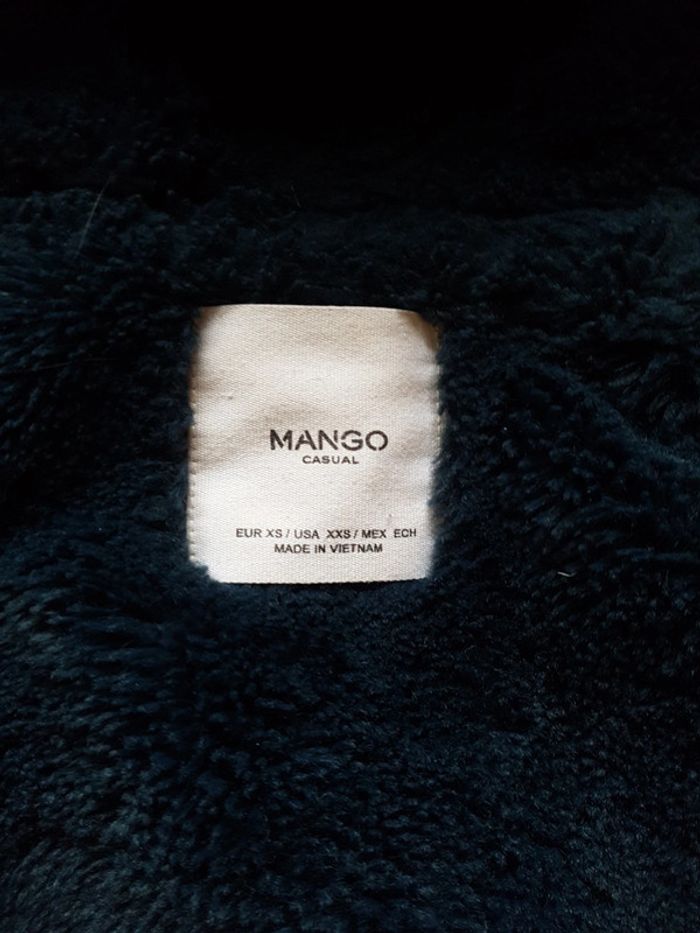 MANGO
CASUAL
EUR XS / USA XXS / MEX ECH
MADE IN VIETNAM